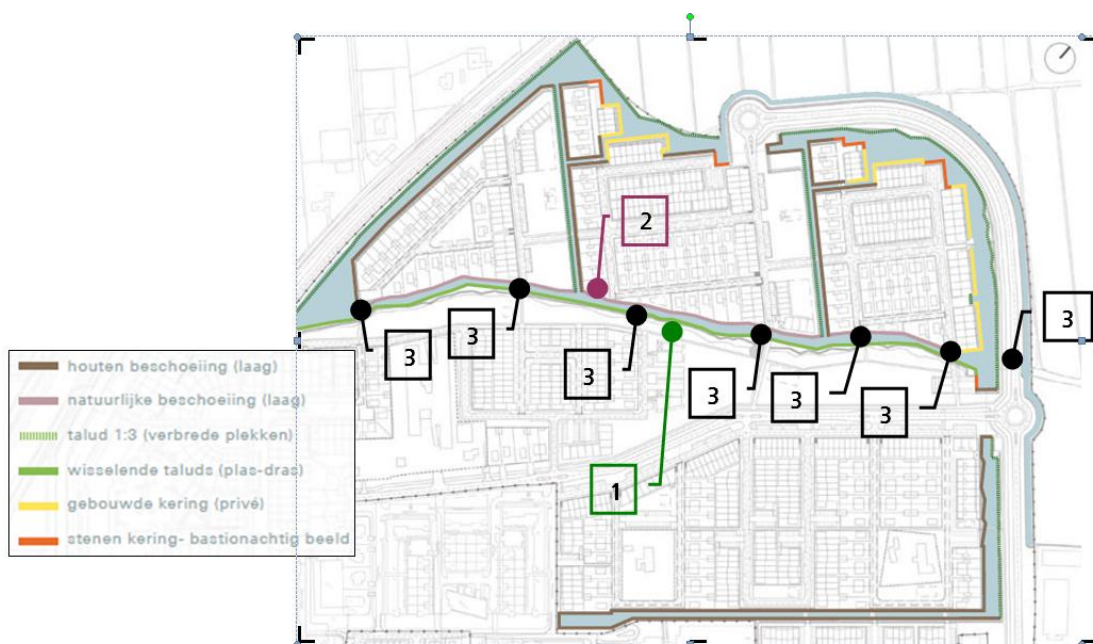 2
3
3
3
3
3
3
3
1
houten beschoeiing (laag)
natuurlijke beschoeiing (laag)
talud 1:3 (verbrede plekken)
wisselende taluds (plas-dras)
gebouwde kering (privé)
stenen kering- bastionachtig beeld